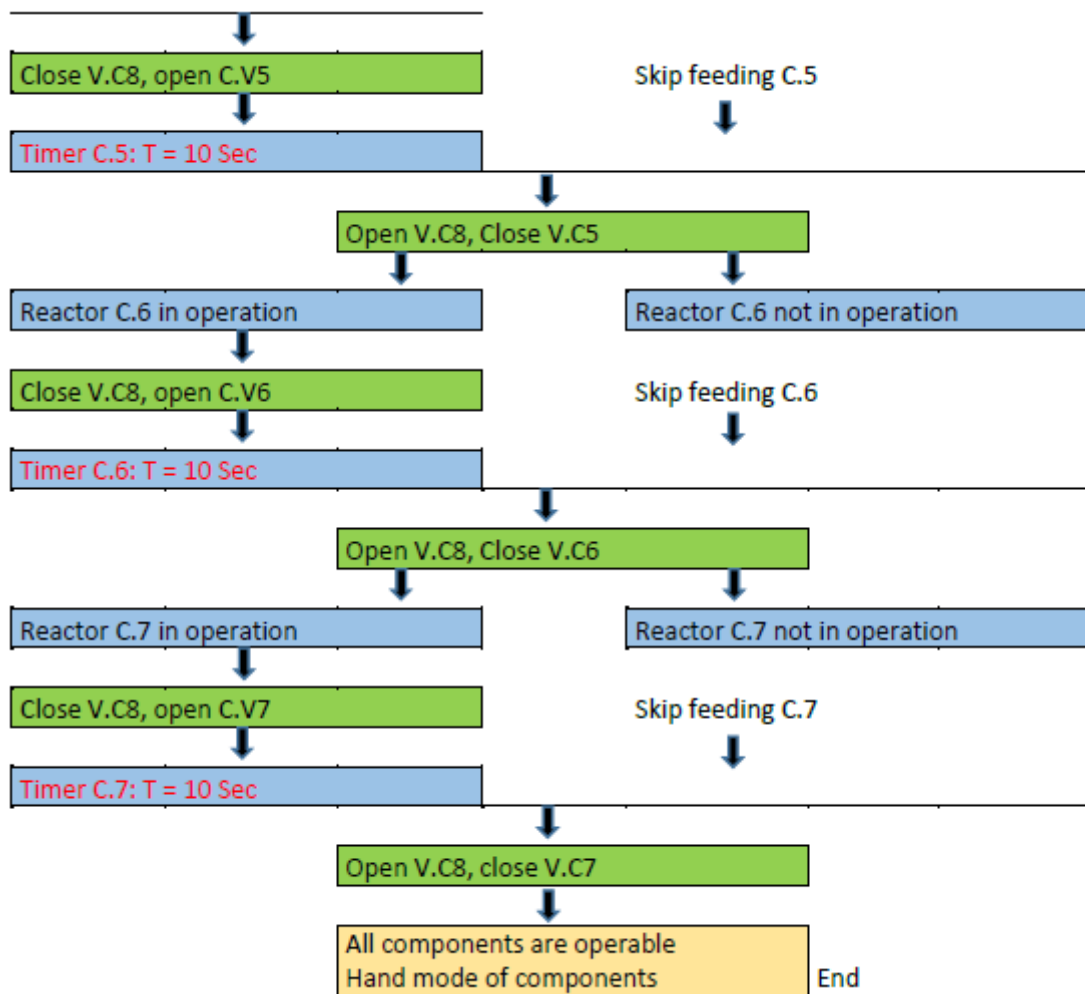 Close V.C8, open C.V5
Skip feeding C.5
Timer C.5: T = 10 Sec
Open V.C8, Close V.C5
Reactor C.6 in operation
Reactor C.6 not in operation
Close V.C8, open C.V6
Skip feeding C.6
Timer C.6: T = 10 Sec
Open V.C8, Close V.C6
Reactor C.7 in operation
Reactor C.7 not in operation
Close V.C8, open C.V7
Skip feeding C.7
Timer C.7: T = 10 Sec
Open V.C8, close V.C7
All components are operable
Hand mode of components
End